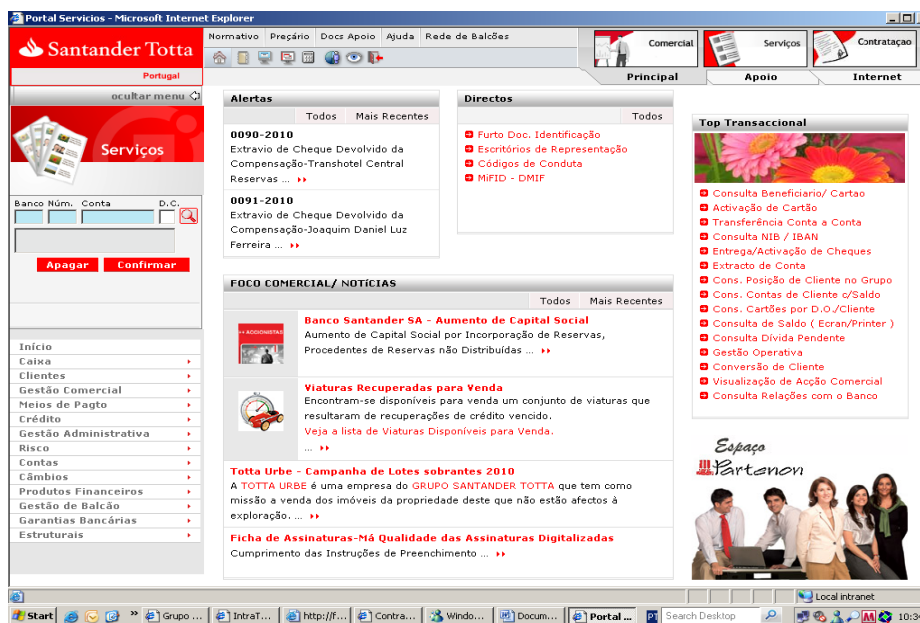 Portal Servicios - Microsoft Internet Explorer
Santander Totta
Portugal
Normativo Preçário Docs Apoio Ajuda Rede de Balcões
Comercial
Serviços
Contrataçao
Principal
Apoio
Internet
ocultar menu
Serviços
Banco Núm. Conta D.C.
Apagar Confirmar
Início
Caixa
Clientes
Gestão Comercial
Meios de Pagto
Crédito
Gestão Administrativa
Risco
Contas
Câmbios
Produtos Financeiros
Gestão de Balcão
Garantias Bancárias
Estruturais
Alertas
Todos Mais Recentes
0090-2010
Extravio de Cheque Devolvido da
Compensação-Transhotel Central
Reservas ...
0091-2010
Extravio de Cheque Devolvido da
Compensação-Joaquim Daniel Luz
Ferreira ...
Directos
Todos
Furto Doc. Identificação
Escritórios de Representação
Códigos de Conduta
MiFID - DMIF
FOCO COMERCIAL/ NOTÍCIAS
Todos Mais Recentes
++ ACCIONISTAS
Banco Santander SA - Aumento de Capital Social
Aumento de Capital Social por Incorporação de Reservas,
Procedentes de Reservas não Distribuídas ...
Viaturas Recuperadas para Venda
Encontram-se disponíveis para venda um conjunto de viaturas que
resultaram de recuperações de crédito vencido.
Veja a lista de Viaturas Disponíveis para Venda.
...
Totta Urbe - Campanha de Lotes sobrantes 2010
A TOTTA URBE é uma empresa do GRUPO SANTANDER TOTTA que tem como
missão a venda dos imóveis da propriedade deste que não estão afectos à
exploração. ...
Ficha de Assinaturas-Má Qualidade das Assinaturas Digitalizadas
Cumprimento das Instruções de Preenchimento ...
Top Transaccional
Consulta Beneficiario/ Cartao
Activação de Cartão
Transferência Conta a Conta
Consulta NIB / IBAN
Entrega/Activação de Cheques
Extracto de Conta
Cons. Posição de Cliente no Grupo
Cons. Contas de Cliente c/Saldo
Cons. Cartões por D.O./Cliente
Consulta de Saldo ( Ecran/Printer )
Consulta Dívida Pendente
Gestão Operativa
Conversão de Cliente
Visualização de Acção Comercial
Consulta Relações com o Banco
Espaço
Partenon
Local intranet
Start Grupo ... IntraT... http://f... Contra... Windo... Docum... Portal ... Search Desktop 10:34